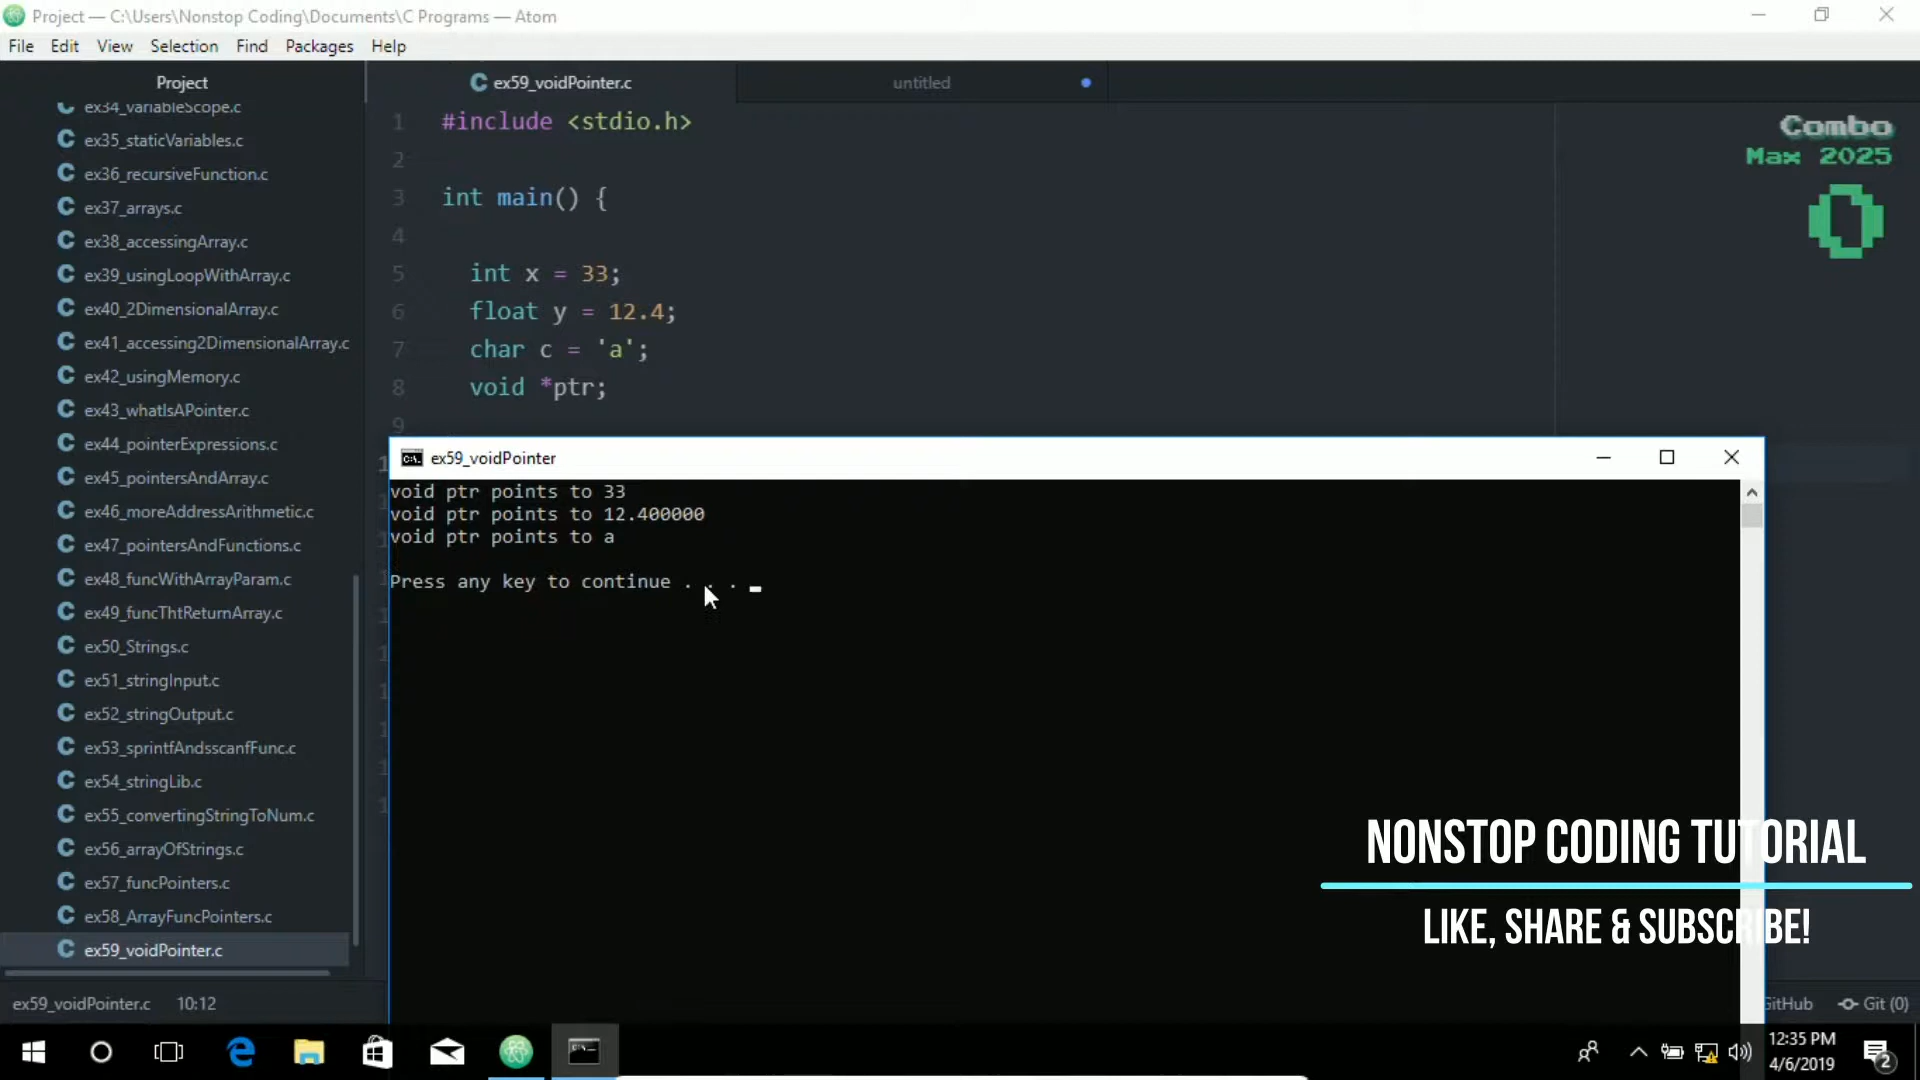 Project — C:\Users\Nonstop Coding\Documents\C Programs — Atom
File Edit View Selection Find Packages Help
Project
ex34_variableScope.c
ex35_staticVariables.c
ex36_recursiveFunction.c
ex37_arrays.c
ex38_accessingArray.c
ex39_usingLoopWithArray.c
ex40_2DimensionalArray.c
ex41_accessing2DimensionalArray.c
ex42_usingMemory.c
ex43_whatIsAPointer.c
ex44_pointerExpressions.c
ex45_pointersAndArray.c
ex46_moreAddressArithmetic.c
ex47_pointersAndFunctions.c
ex48_funcWithArrayParam.c
ex49_funcThtReturnArray.c
ex50_Strings.c
ex51_stringInput.c
ex52_stringOutput.c
ex53_sprintfAndsscanfFunc.c
ex54_stringLib.c
ex55_convertingStringToNum.c
ex56_arrayOfStrings.c
ex57_funcPointers.c
ex58_ArrayFuncPointers.c
ex59_voidPointer.c
ex59_voidPointer.c untitled
1 #include <stdio.h>
2
3 int main() {
4
5 int x = 33;
6 float y = 12.4;
7 char c = 'a';
8 void *ptr;
9
Combo
Max 2025
0
ex59_voidPointer
void ptr points to 33
void ptr points to 12.400000
void ptr points to a
Press any key to continue . . .
NONSTOP CODING TUTORIAL
LIKE, SHARE & SUBSCRIBE!
ex59_voidPointer.c 10:12
GitHub Git (0)
12:35 PM
4/6/2019
2